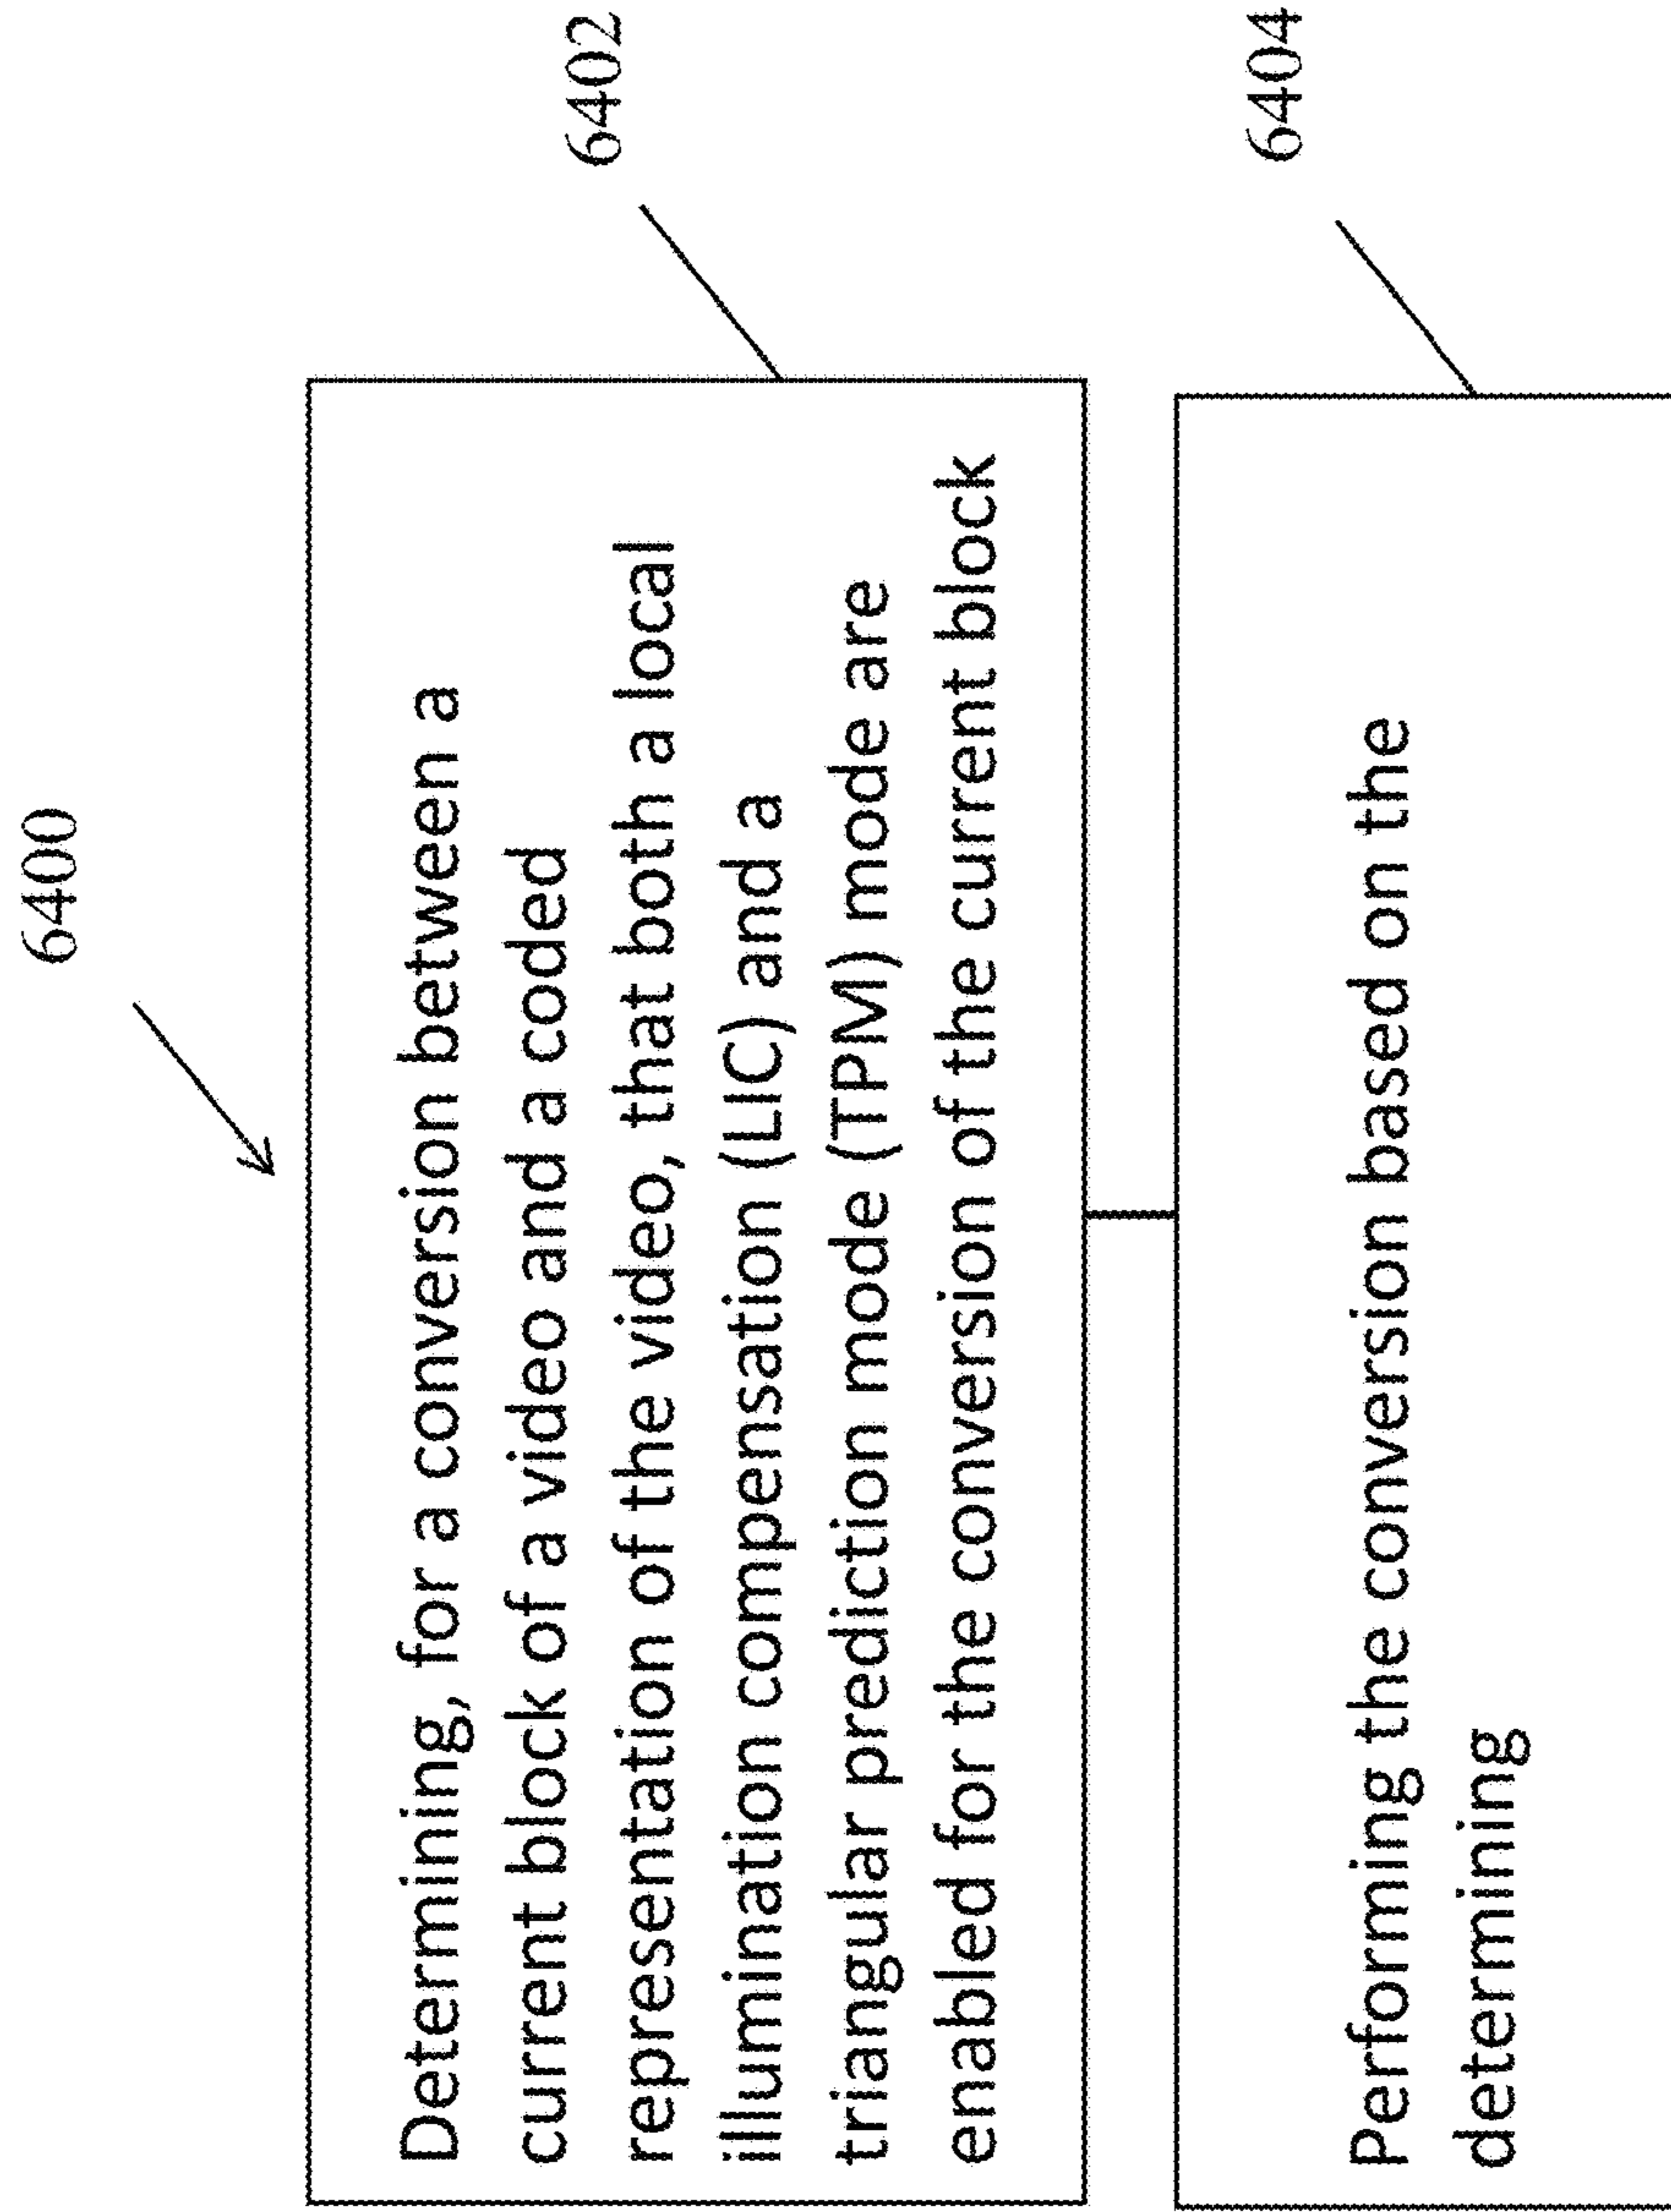 6400
Determining, for a conversion between a
current block of a video and a coded
representation of the video, that both a local
illumination compensation (LIC) and a
triangular prediction mode (TPM) mode are
enabled for the conversion of the current block
6402
Performing the conversion based on the
determining
6404